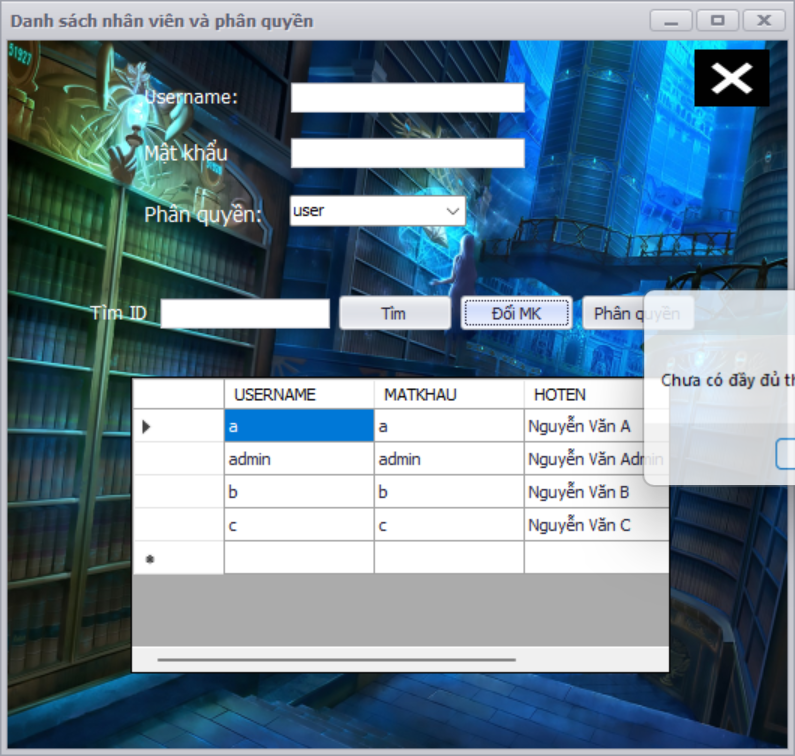 Danh sách nhân viên và phân quyền
51927
Username:
Mật khẩu
Phân quyền: user
Tìm ID Tìm Đổi MK Phân quyền
Chưa có đầy đủ
USERNAME MATKHAU HOTEN
a a Nguyễn Văn A
admin admin Nguyễn Văn Admin
b b Nguyễn Văn B
c c Nguyễn Văn C